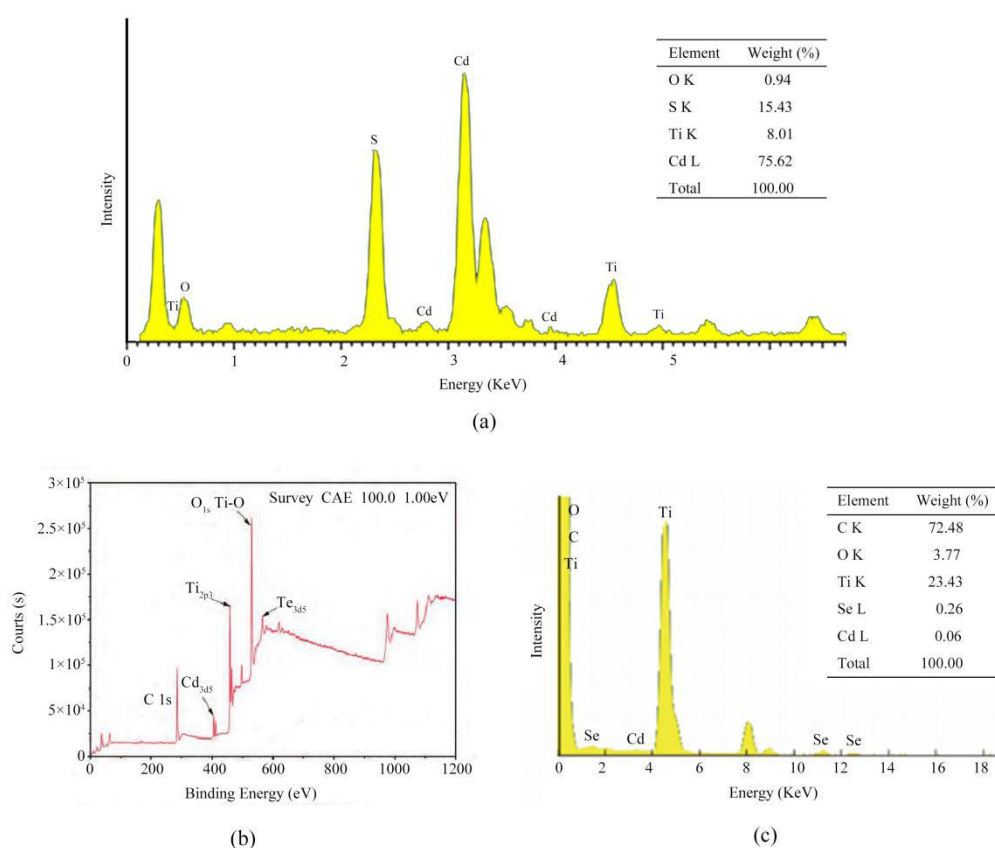 Cd
S
Ti
O
Cd
Cd
Ti
Ti
Intensity
0
1
2
3
4
5
Energy (KeV)
Element Weight (%)
O K 0.94
S K 15.43
Ti K 8.01
Cd L 75.62
Total 100.00
(a)
3×10⁵
2.5×10⁵
2×10⁵
1.5×10⁵
1×10⁵
5×10⁴
0
Courts (s)
Survey CAE 100.0 1.00eV
O1s Ti-O
Ti2p3
Te3d5
Cd3d5
C 1s
0 200 400 600 800 1000 1200
Binding Energy (eV)
(b)
O
C
Ti
Ti
Se
Cd
Se
Se
Intensity
0 2 4 6 8 10 12 14 16 18
Energy (KeV)
Element Weight (%)
C K 72.48
O K 3.77
Ti K 23.43
Se L 0.26
Cd L 0.06
Total 100.00
(c)